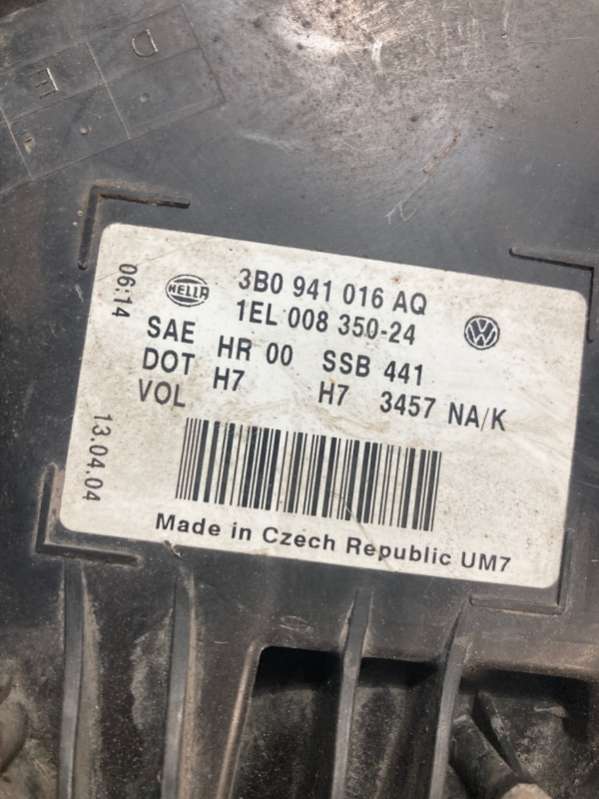 D
E
HELLA
3B0 941 016 AQ
1EL 008 350-24
VW
SAE HR 00 SSB 441
DOT H7 H7 3457 NA/K
VOL
06:14
13.04.04
Made in Czech Republic UM7